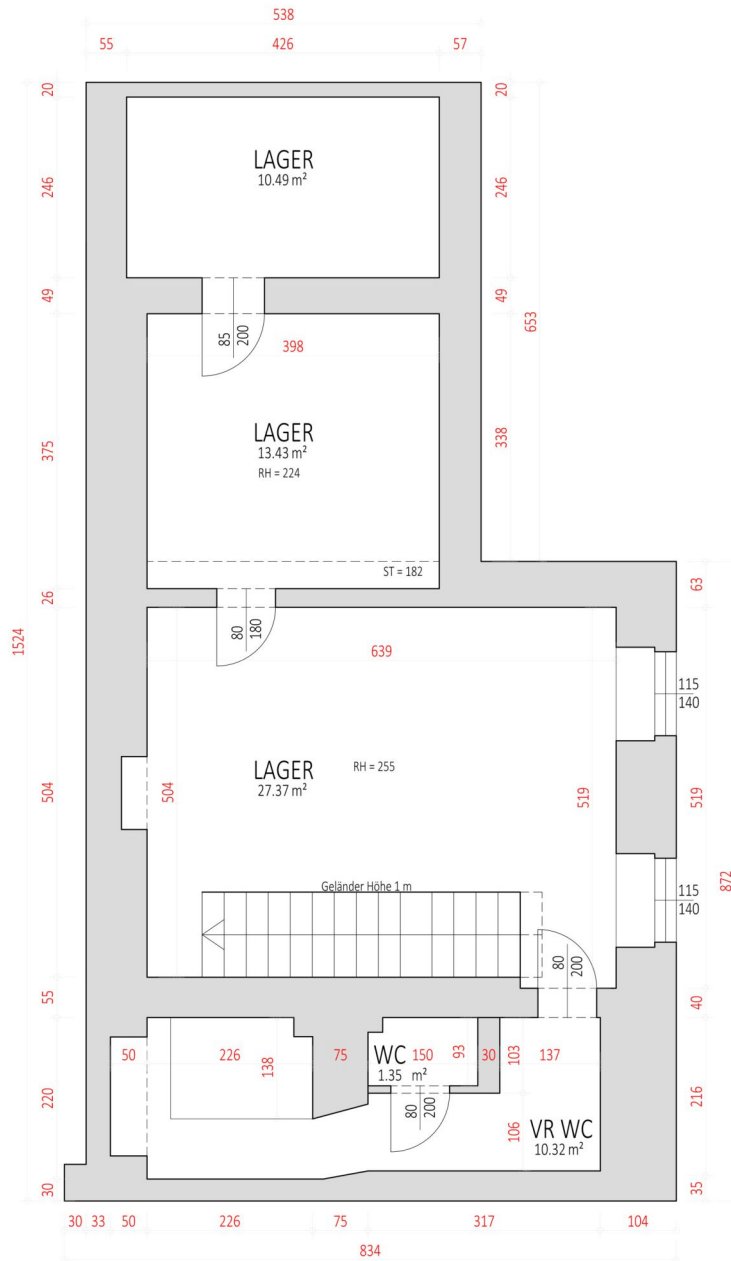 538
55 426 57
20 20
LAGER
10.49 m²
246 246
49 49
653
85
200
398
LAGER
13.43 m²
RH = 224
375 338
ST = 182
63
26
80
180
1524
639
115
140
LAGER
27.37 m²
RH = 255
504 504 519 519
872
Geländer Höhe 1 m
115
140
80
200
55 40
50 226 75 WC 150 93 30 103 137
138
1.35 m²
220 216
80
200
106
VR WC
10.32 m²
30 35
30 33 50 226 75 317 104
834